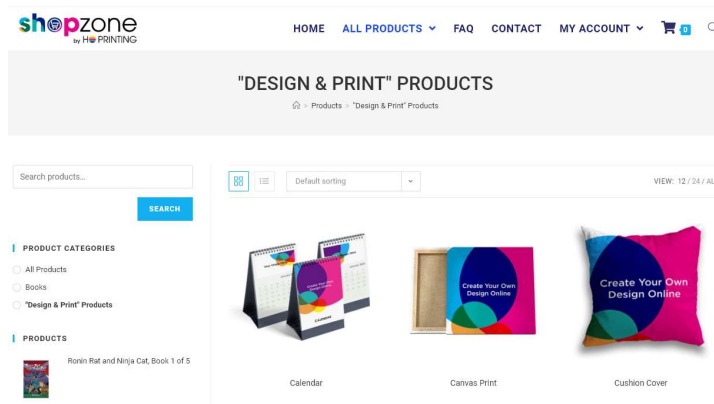 shopzone
by HO PRINTING
HOME ALL PRODUCTS FAQ CONTACT MY ACCOUNT 0
"DESIGN & PRINT" PRODUCTS
> Products > "Design & Print" Products
Search products...
SEARCH
Default sorting
VIEW: 12 / 24 /
PRODUCT CATEGORIES
All Products
Books
"Design & Print" Products
PRODUCTS
Ronin Rat and Ninja Cat, Book 1 of 5
CALENDAR
Create Your Own
Design Online
Create Your Own
Design Online
Calendar
Canvas Print
Cushion Cover